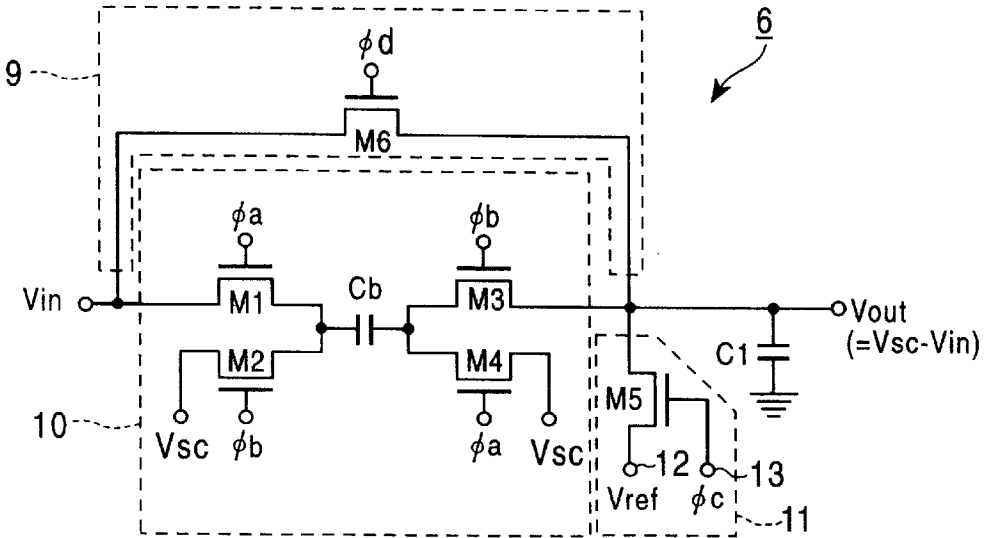 6
9
ϕd
M6
ϕa
ϕb
Vin
M1
Cb
M3
Vout
(=Vsc-Vin)
M2
M4
C1
M5
10
Vsc
ϕb
ϕa
Vsc
12
13
Vref
ϕc
11